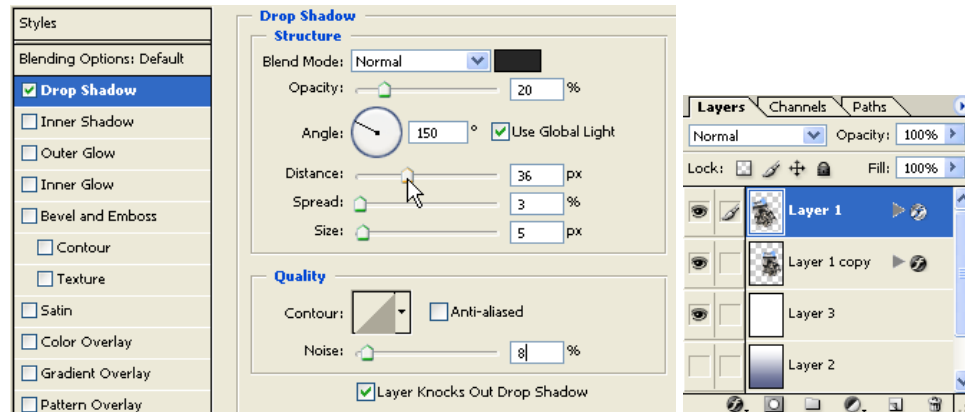 Styles
Blending Options: Default
Drop Shadow
Inner Shadow
Outer Glow
Inner Glow
Bevel and Emboss
Contour
Texture
Satin
Color Overlay
Gradient Overlay
Pattern Overlay
Drop Shadow
Structure
Blend Mode: Normal
Opacity: 20 %
Angle: 150 ° Use Global Light
Distance: 36 px
Spread: 3 %
Size: 5 px
Quality
Contour: Anti-aliased
Noise: 8 %
Layer Knocks Out Drop Shadow
Layers Channels Paths
Normal Opacity: 100%
Lock: Fill: 100%
Layer 1
Layer 1 copy
Layer 3
Layer 2